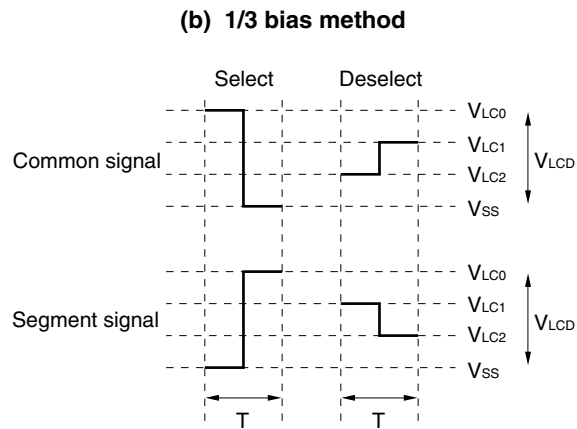 (b) 1/3 bias method
Select Deselect
Common signal
VLC0
VLC1
VLC2
VSS
VLCD
Segment signal
VLC0
VLC1
VLC2
VSS
VLCD
T T